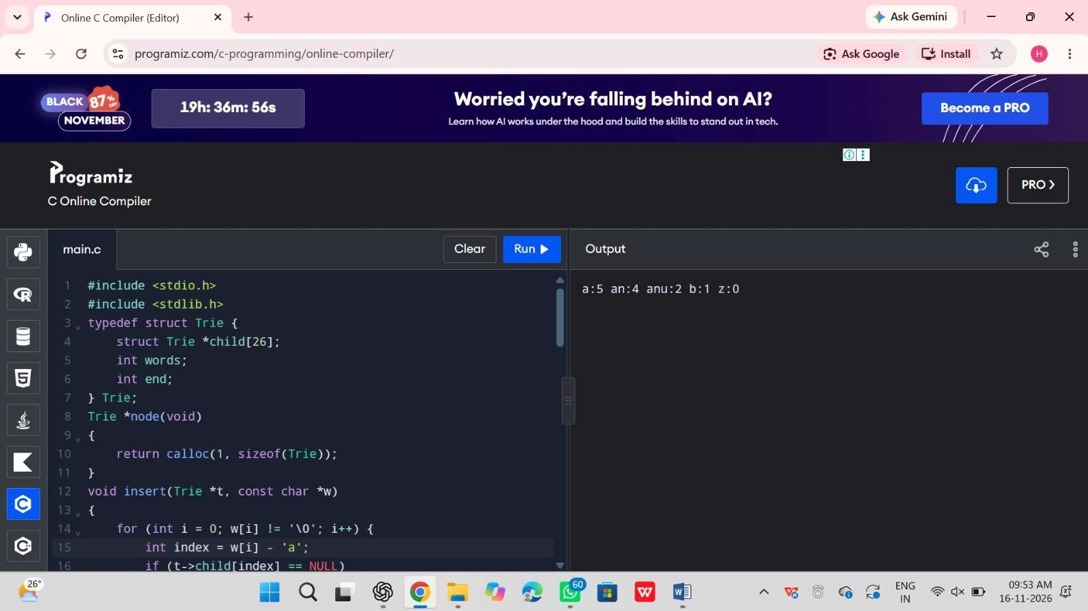 Online C Compiler (Editor)
Ask Gemini
programiz.com/c-programming/online-compiler/
Ask Google
Install
H
BLACK 87% OFF
NOVEMBER
19h: 36m: 56s
Worried you’re falling behind on AI?
Learn how AI works under the hood and build the skills to stand out in tech.
Become a PRO
Programiz
C Online Compiler
PRO
main.c
Clear
Run
Output
1 #include <stdio.h>
2 #include <stdlib.h>
3 typedef struct Trie {
4 struct Trie *child[26];
5 int words;
6 int end;
7 } Trie;
8 Trie *node(void)
9 {
10 return calloc(1, sizeof(Trie));
11 }
12 void insert(Trie *t, const char *w)
13 {
14 for (int i = 0; w[i] != '\0'; i++) {
15 int index = w[i] - 'a';
16 if (t->child[index] == NULL)
a:5 an:4 anu:2 b:1 z:0
26°
60
ENG
IN
09:53 AM
16-11-2026